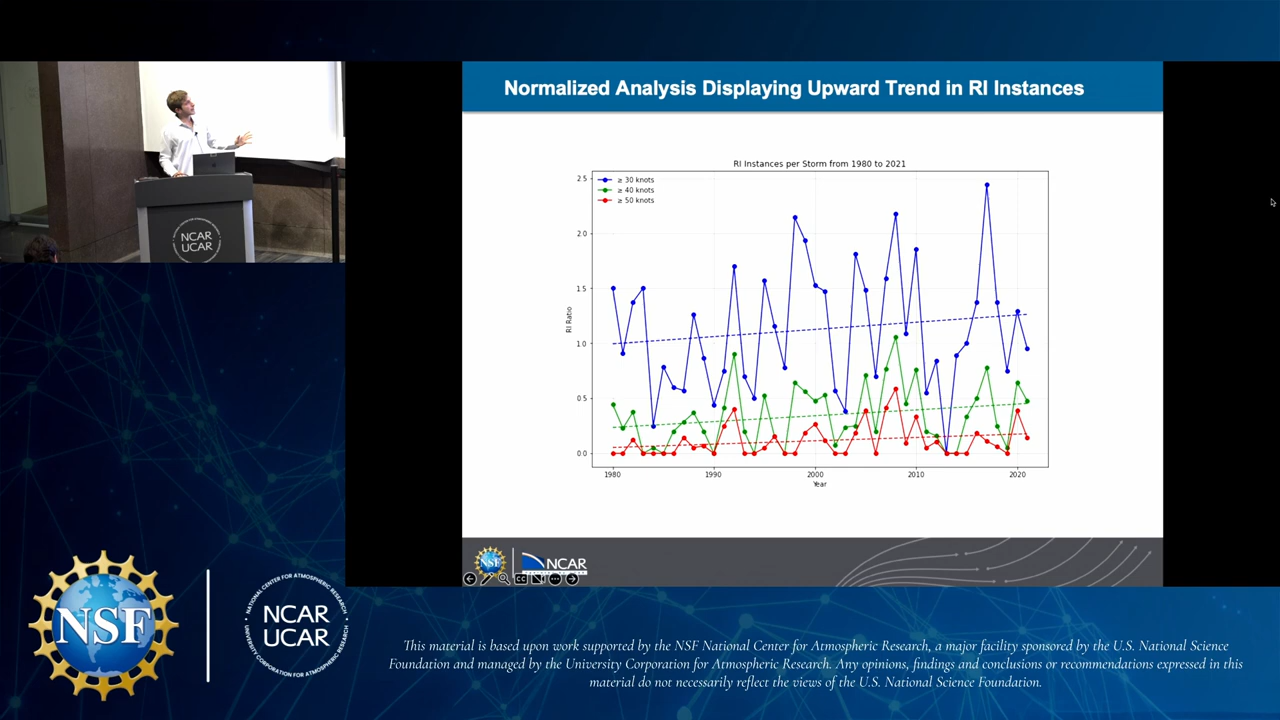 Normalized Analysis Displaying Upward Trend in RI Instances
RI Instances per Storm from 1980 to 2021
≥ 30 knots
≥ 40 knots
≥ 50 knots
2.5
2.0
1.5
1.0
0.5
0.0
RI Ratio
1980
1990
2000
2010
2020
Year
NCAR
UCAR
NSF
NCAR
CC
NSF
NATIONAL CENTER FOR ATMOSPHERIC RESEARCH
NCAR
UCAR
UNIVERSITY CORPORATION FOR ATMOSPHERIC RESEARCH
This material is based upon work supported by the NSF National Center for Atmospheric Research, a major facility sponsored by the U.S. National Science
Foundation and managed by the University Corporation for Atmospheric Research. Any opinions, findings and conclusions or recommendations expressed in this
material do not necessarily reflect the views of the U.S. National Science Foundation.